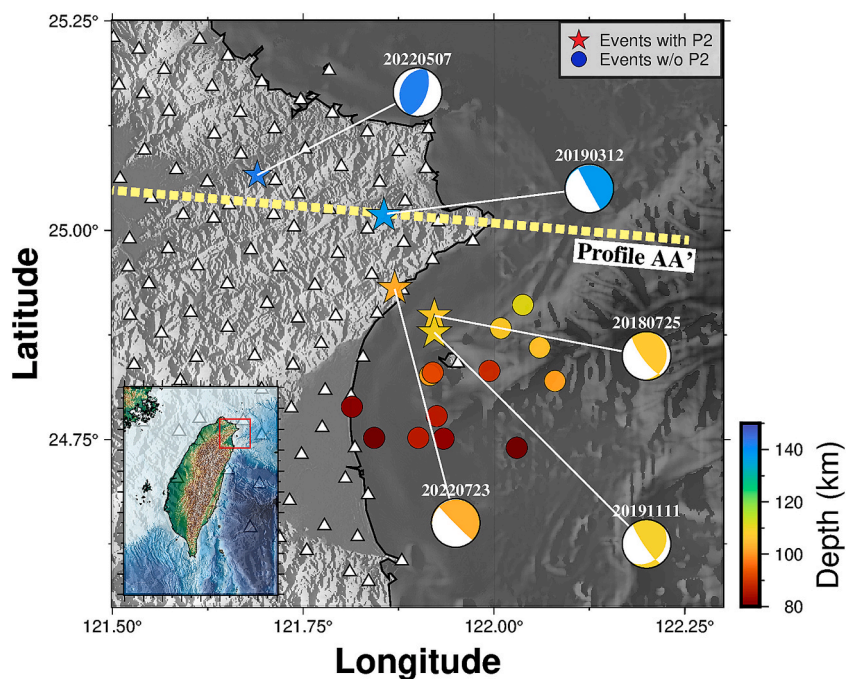 25.25°
Events with P2
Events w/o P2
20220507
20190312
25.00°
Profile AA’
Latitude
20180725
24.75°
20220723
20191111
140
120
100
80
Depth (km)
121.50°
121.75°
122.00°
122.25°
Longitude